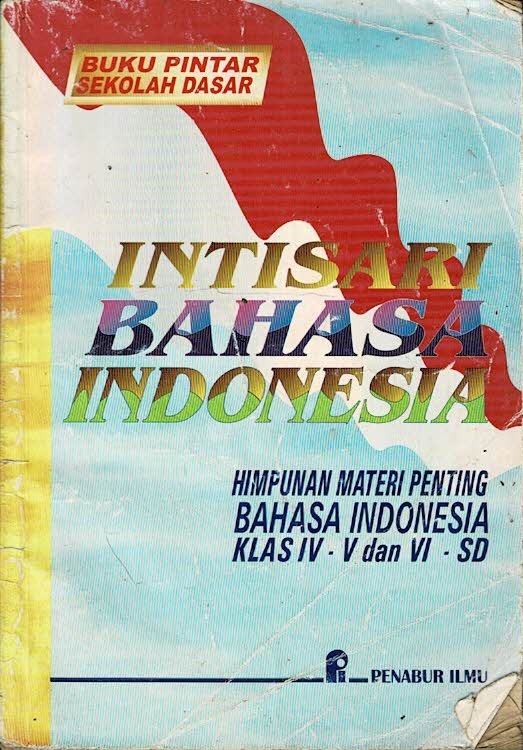 BUKU PINTAR
SEKOLAH DASAR
INTISARI
BAHASA
INDONESIA
HIMPUNAN MATERI PENTING
BAHASA INDONESIA
KLAS IV - V dan VI - SD
Pi PENABUR ILMU